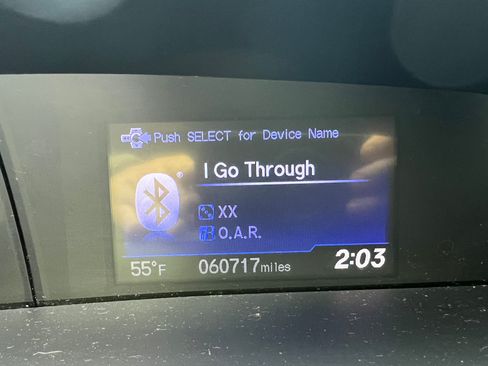 Push SELECT for Device Name
I Go Through
®
XX
O.A.R.
55°F 060717miles 2:03